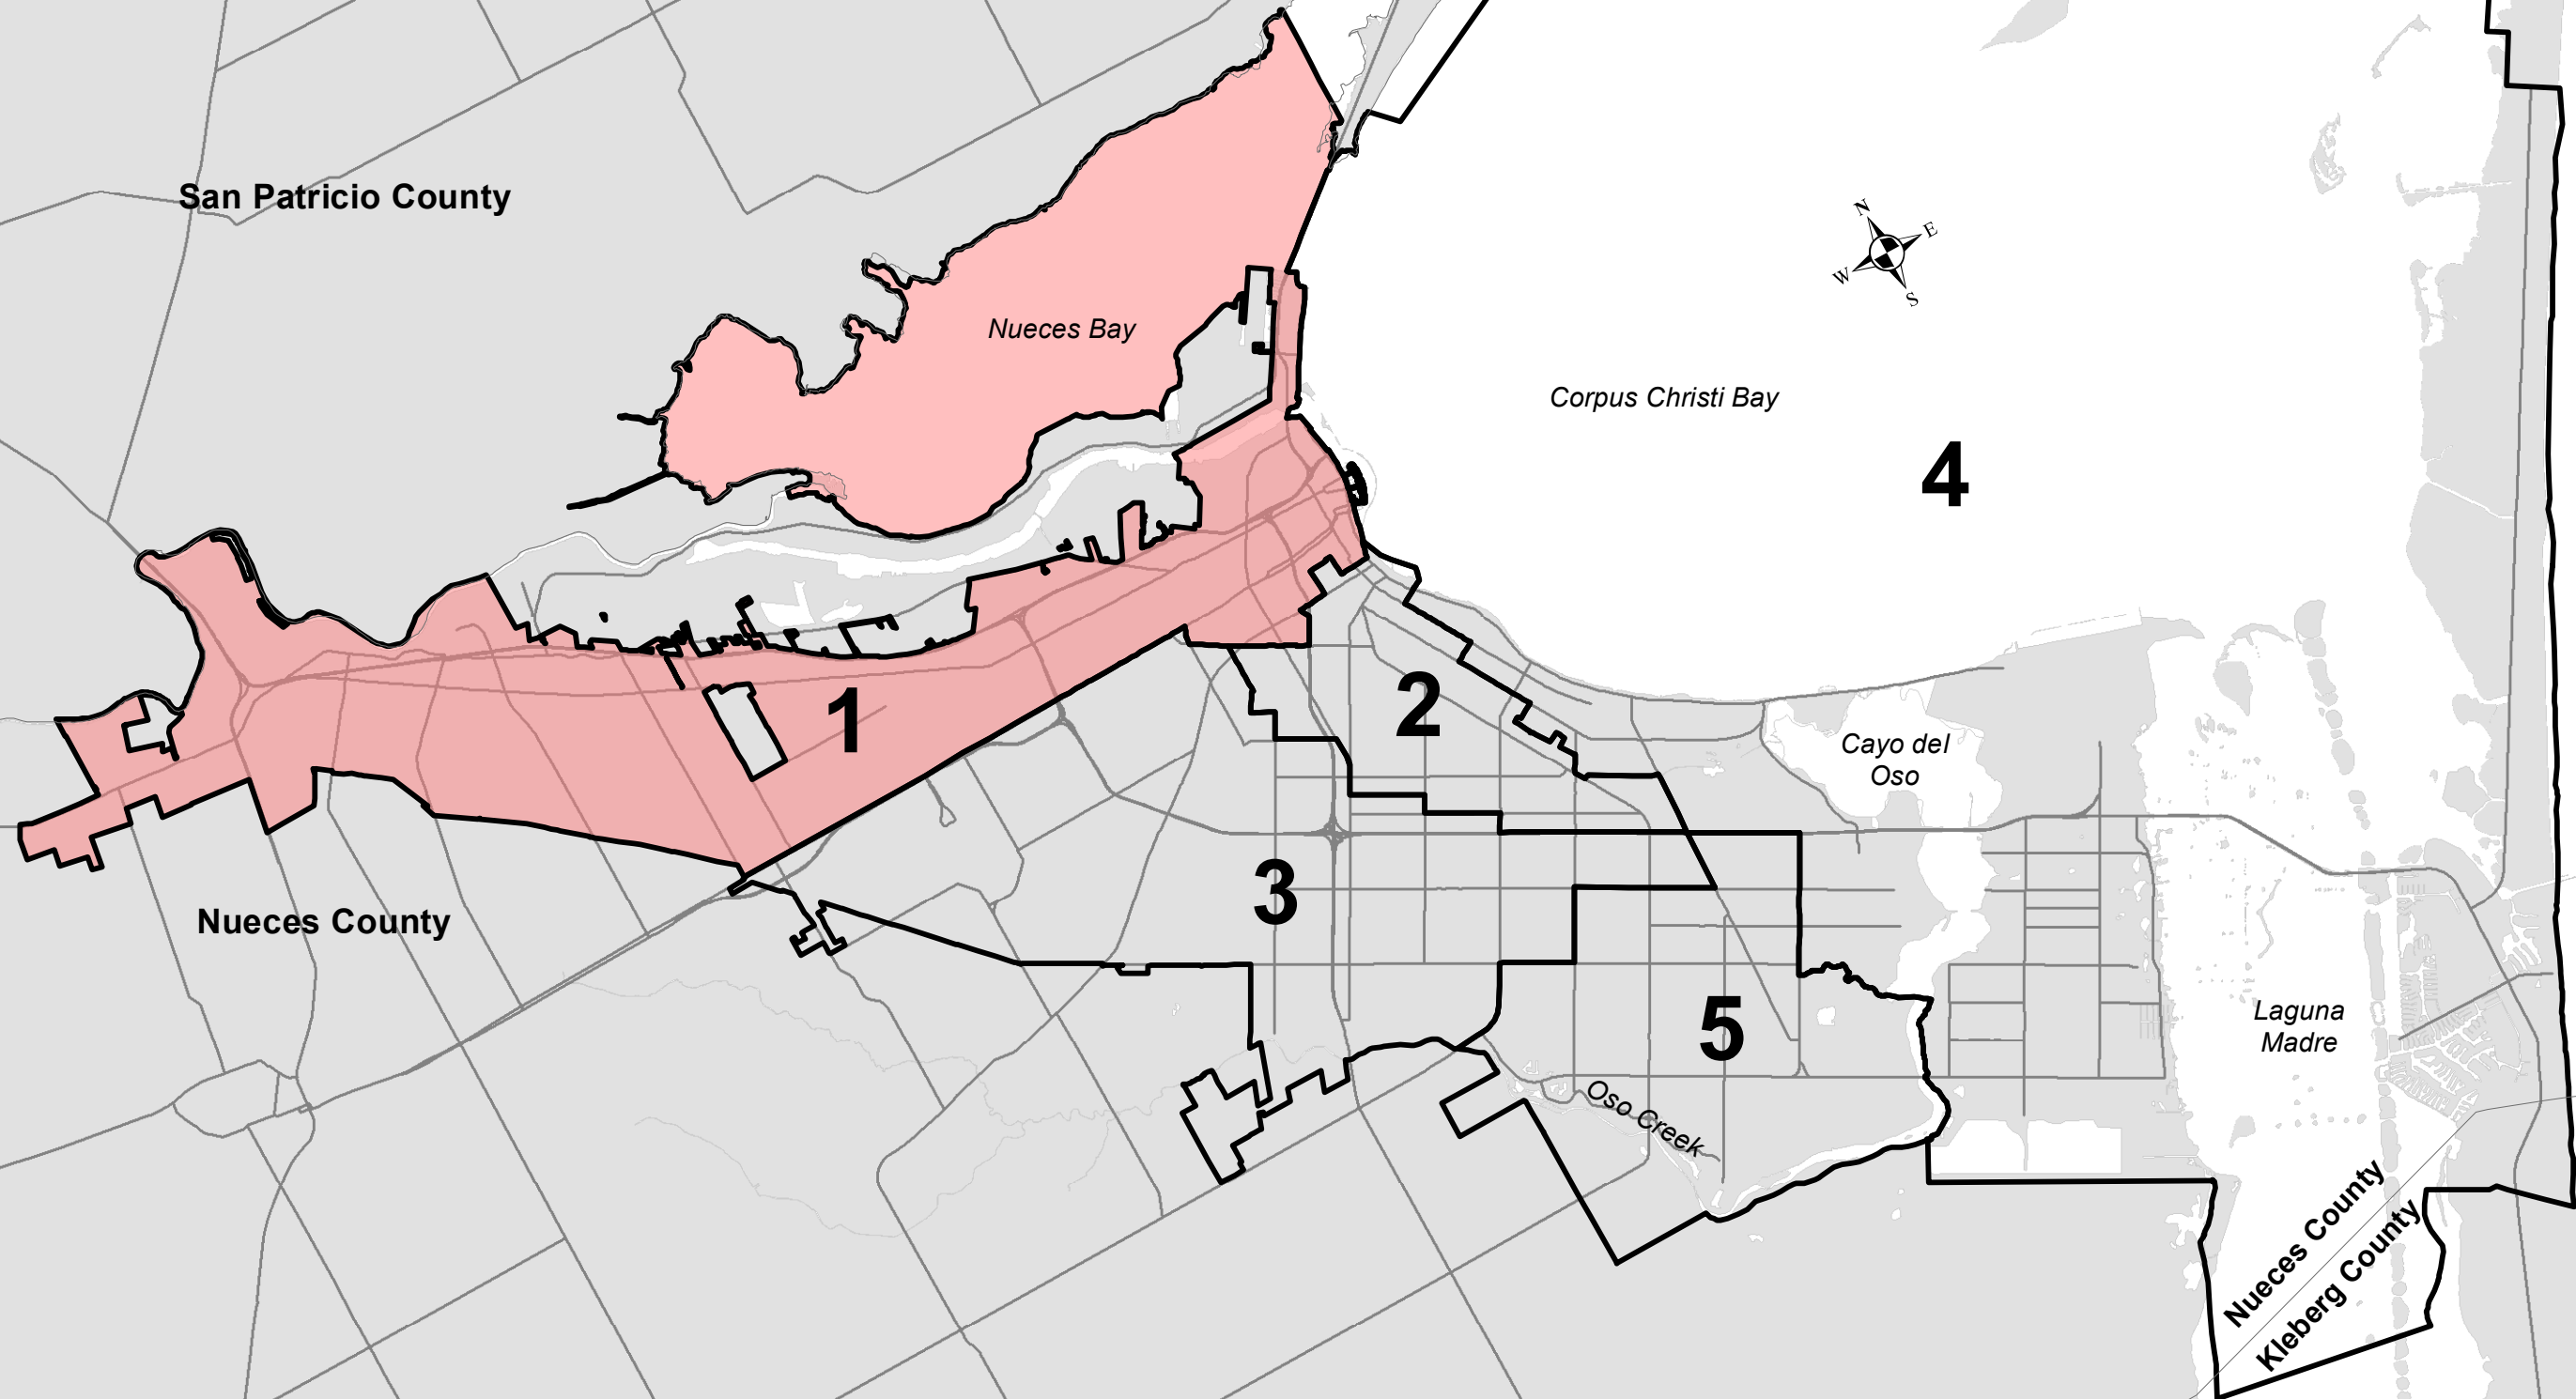 San Patricio County
N
E
W
S
Nueces Bay
Corpus Christi Bay
4
1
2
Cayo del
Oso
3
Nueces County
5
Laguna
Madre
Oso Creek
Nueces County
Kleberg County